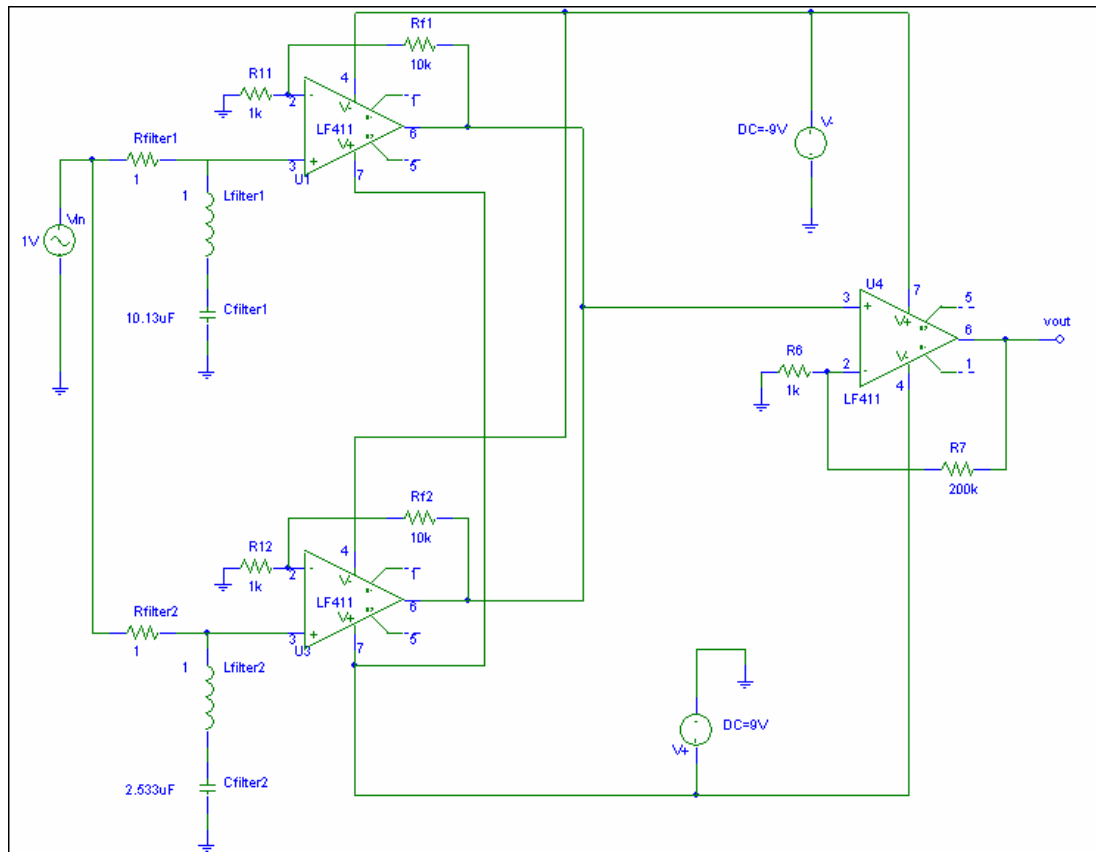 Rf1
10k
R11
1k
4
2
-
V-
1
LF411
6
V+
5
3
+
U1
7
Rfilter1
1
1
Lfilter1
Vin
1V
Cfilter1
10.13uF
DC=-9V
V-
U4
7
5
3
+
V+
6
vout
R6
1k
2
-
V-
1
4
LF411
R7
200k
Rf2
10k
R12
1k
4
2
-
V-
1
LF411
6
V+
5
3
+
U3
7
Rfilter2
1
1
Lfilter2
DC=9V
V+
Cfilter2
2.533uF